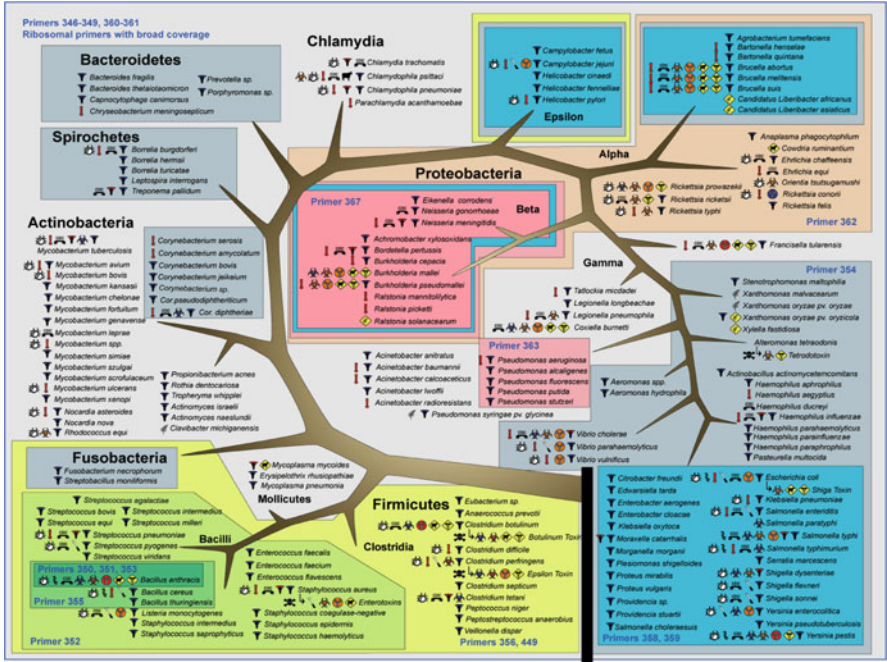 Primers 346-349, 360-361
Ribosomal primers with broad coverage
Bacteroidetes
Bacteroides fragilis
Bacteroides thetaiotaomicron
Capnocytophage canimorsus
Chryseobacterium meningosepticum
Prevotella sp.
Porphyromonas sp.
Chlamydia
Chlamydia trachomatis
Chlamydophila psittaci
Chlamydophila pneumoniae
Parachlamydia acanthamoebae
Campylobacter fetus
Campylobacter jejuni
Helicobacter cinaedi
Helicobacter fennelliae
Helicobacter pylori
Epsilon
Agrobacterium tumefaciens
Bartonella henselae
Bartonella quintana
Brucella abortus
Brucella melitensis
Brucella suis
Candidatus Liberibacter africanus
Candidatus Liberibacter asiaticus
Spirochetes
Borrelia burgdorferi
Borrelia hermsii
Borrelia turicatae
Leptospira interrogans
Treponema pallidum
Alpha
Anaplasma phagocytophilum
Cowdria ruminantium
Ehrlichia chaffeensis
Ehrlichia equi
Orientia tsutsugamushi
Rickettsia conorii
Rickettsia felis
Rickettsia prowazekii
Rickettsia ricketsii
Rickettsia typhi
Primer 362
Proteobacteria
Primer 367
Eikenella corrodens
Neisseria gonorhoeae
Neisseria meningitidis
Beta
Achromobacter xylosoxidans
Bordetella pertussis
Burkholderia cepacia
Burkholderia mallei
Burkholderia pseudomallei
Ralstonia mannitolilytica
Ralstonia picketti
Ralstonia solanacearum
Actinobacteria
Mycobacterium tuberculosis
Mycobacterium avium
Mycobacterium bovis
Mycobacterium kansasii
Mycobacterium chelonae
Mycobacterium fortuitum
Mycobacterium genavense
Mycobacterium leprae
Mycobacterium spp.
Mycobacterium simiae
Mycobacterium szulgai
Mycobacterium scrofulaceum
Mycobacterium ulcerans
Mycobacterium xenopi
Nocardia asteroides
Nocardia nova
Rhodococcus equi
Corynebacterium serosis
Corynebacterium amycolatum
Corynebacterium bovis
Corynebacterium jeikeium
Corynebacterium sp.
Cor. pseudodiphtheriticum
Cor. diphtheriae
Propionibacterium acnes
Rothia dentocariosa
Tropheryma whipplei
Actinomyces israelii
Actinomyces naeslundii
Clavibacter michiganensis
Gamma
Francisella tularensis
Tatlockia micdadei
Legionella longbeachae
Legionella pneumophila
Coxiella burnetti
Primer 354
Stenotrophomonas maltophilia
Xanthomonas malvacearum
Xanthomonas oryzae pv. oryzae
Xanthomonas oryzae pv. oryzicola
Xylella fastidiosa
Alteromonas tetraodonis
Tetrodotoxin
Actinobacillus actinomycetemcomitans
Haemophilus aphrophilus
Haemophilus aegyptius
Haemophilus ducreyi
Haemophilus influenzae
Haemophilus parahaemolyticus
Haemophilus parainfluenzae
Haemophilus paraphrophilus
Pasteurella multocida
Primer 363
Pseudomonas aeruginosa
Pseudomonas alcaligenes
Pseudomonas fluorescens
Pseudomonas putida
Pseudomonas stutzeri
Acinetobacter anitratus
Acinetobacter baumannii
Acinetobacter calcoaceticus
Acinetobacter lwoffii
Acinetobacter radioresistans
Pseudomonas syringae pv. glycinea
Aeromonas spp.
Aeromonas hydrophila
Vibrio cholerae
Vibrio parahaemolyticus
Vibrio vulnificus
Fusobacteria
Fusobacterium necrophorum
Streptobacillus moniliformis
Mycoplasma mycoides
Erysipelothrix rhusiopathiae
Mycoplasma pneumonia
Mollicutes
Firmicutes
Eubacterium sp.
Anaerococcus prevotii
Clostridium botulinum
Botulinum Toxin
Clostridium difficile
Clostridium perfringens
Epsilon Toxin
Clostridium septicum
Clostridium tetani
Peptococcus niger
Peptostreptococcus anaerobius
Veillonella dispar
Clostridia
Primers 356, 449
Streptococcus agalactiae
Streptococcus bovis
Streptococcus intermedius
Streptococcus equi
Streptococcus milleri
Streptococcus pneumoniae
Streptococcus pyogenes
Streptococcus viridans
Bacilli
Primers 350, 351, 353
Bacillus anthracis
Bacillus cereus
Bacillus thuringiensis
Primer 355
Listeria monocytogenes
Staphylococcus intermedius
Staphylococcus saprophyticus
Primer 352
Enterococcus faecalis
Enterococcus faecium
Enterococcus flavescens
Staphylococcus aureus
Enterotoxins
Staphylococcus coagulase-negative
Staphylococcus epidermis
Staphylococcus haemolyticus
Citrobacter freundii
Edwarsiella tarda
Enterobacter aerogenes
Enterobacter cloacae
Klebsiella oxytoca
Moravella catarrhalis
Morganella morganii
Plesiomonas shigelloides
Proteus mirabilis
Proteus vulgaris
Providencia sp.
Providencia stuartii
Salmonella choleraesuis
Escherichia coli
Shiga Toxin
Klebsiella pneumoniae
Salmonella enteritidis
Salmonella paratyphi
Salmonella typhi
Salmonella typhimurium
Serratia marcescens
Shigella dysenteriae
Shigella flexneri
Shigella sonnei
Yersinia enterocolitica
Yersinia pseudotuberculosis
Yersinia pestis
Primers 358, 359